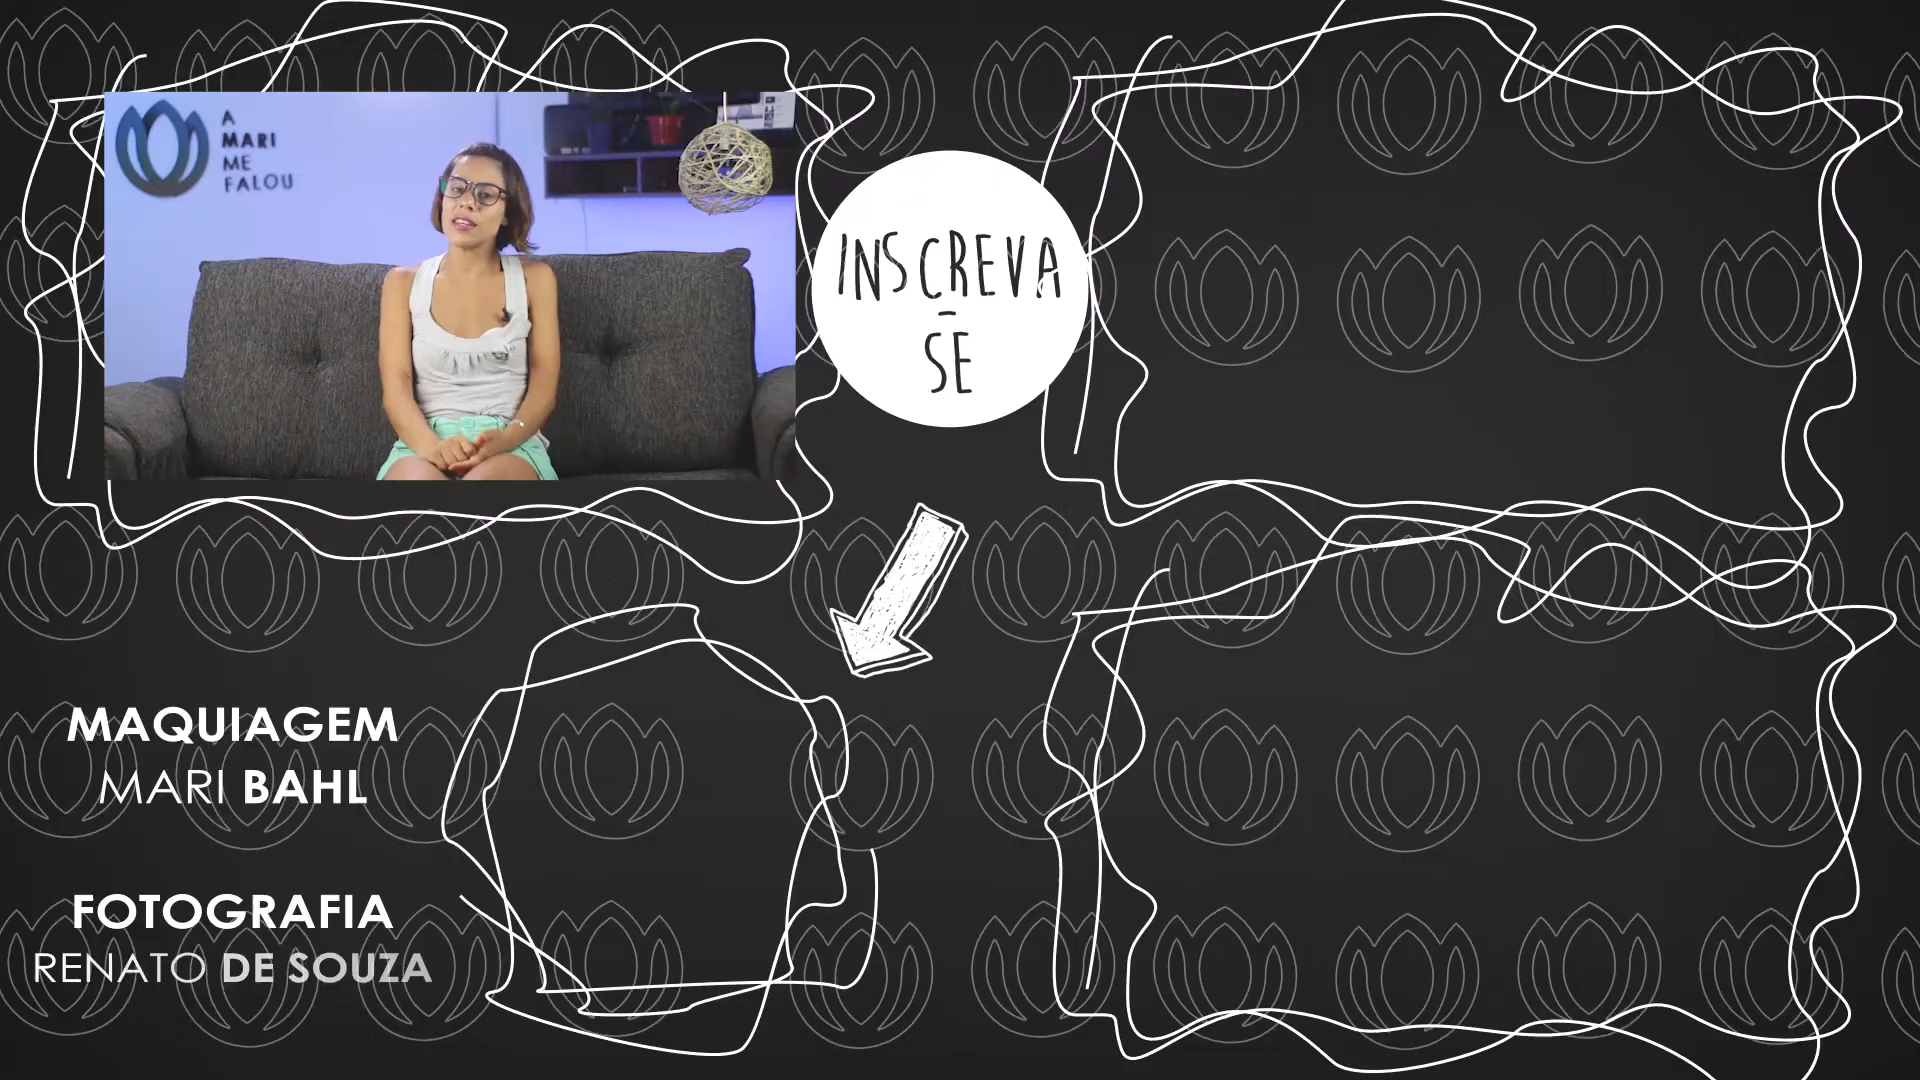 A
MARI
ME
FALOU
INSCREVA
-
SE
MAQUIAGEM
MARI BAHL
FOTOGRAFIA
RENATO DE SOUZA